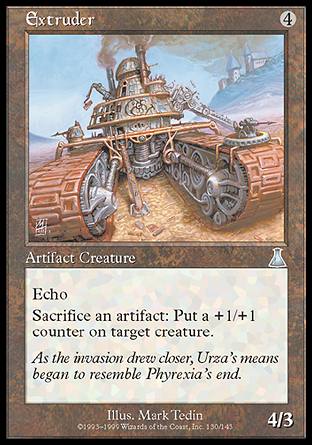 Extruder 4
Artifact Creature
Echo
Sacrifice an artifact: Put a +1/+1
counter on target creature.
As the invasion drew closer, Urza's means
began to resemble Phyrexia's end.
Illus. Mark Tedin
©1993–1999 Wizards of the Coast, Inc. 130/143
4/3